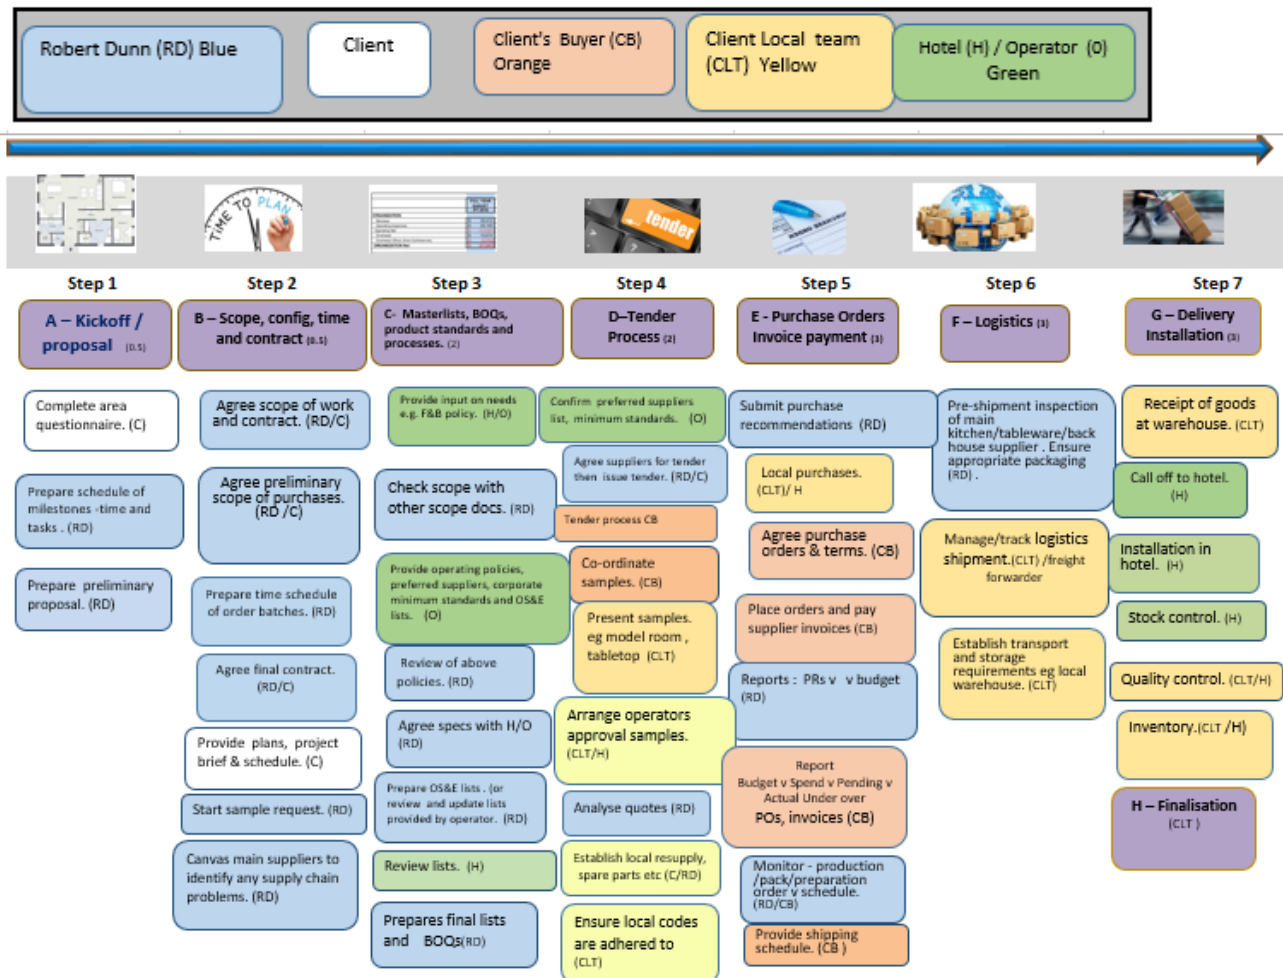 Robert Dunn (RD) Blue
Client
Client's Buyer (CB)
Orange
Client Local team
(CLT) Yellow
Hotel (H) / Operator (0)
Green
TIME TO PLAN
tender
Step 1
Step 2
Step 3
Step 4
Step 5
Step 6
Step 7
A – Kickoff /
proposal (0.5)
B – Scope, config, time
and contract (0.5)
C- Masterlists, BOQs,
product standards and
processes. (2)
D–Tender
Process (2)
E - Purchase Orders
Invoice payment (3)
F – Logistics (3)
G – Delivery
Installation (3)
Complete area
questionnaire. (C)
Prepare schedule of
milestones -time and
tasks . (RD)
Prepare preliminary
proposal. (RD)
Agree scope of work
and contract. (RD/C)
Agree preliminary
scope of purchases.
(RD /C)
Prepare time schedule
of order batches. (RD)
Agree final contract.
(RD/C)
Provide plans, project
brief & schedule. (C)
Start sample request. (RD)
Canvas main suppliers to
identify any supply chain
problems. (RD)
Provide input on needs
e.g. F&B policy. (H/O)
Check scope with
other scope docs. (RD)
Provide operating policies,
preferred suppliers, corporate
minimum standards and OS&E
lists. (O)
Review of above
policies. (RD)
Agree specs with H/O
(RD)
Prepare OS&E lists . (or
review and update lists
provided by operator. (RD)
Review lists. (H)
Prepares final lists
and BOQs(RD)
Confirm preferred suppliers
list, minimum standards. (O)
Agree suppliers for tender
then issue tender. (RD/C)
Tender process CB
Co-ordinate
samples. (CB)
Present samples.
eg model room ,
tabletop (CLT)
Arrange operators
approval samples.
(CLT/H)
Analyse quotes (RD)
Establish local resupply,
spare parts etc (C/RD)
Ensure local codes
are adhered to
(CLT)
Submit purchase
recommendations (RD)
Local purchases.
(CLT)/ H
Agree purchase
orders & terms. (CB)
Place orders and pay
supplier invoices (CB)
Reports : PRs v v budget
(RD)
Report
Budget v Spend v Pending v
Actual Under over
POs, invoices (CB)
Monitor - production
/pack/preparation
order v schedule.
(RD/CB)
Provide shipping
schedule. (CB )
Pre-shipment inspection
of main
kitchen/tableware/back
house supplier . Ensure
appropriate packaging
(RD) .
Manage/track logistics
shipment.(CLT) /freight
forwarder
Establish transport
and storage
requirements eg local
warehouse. (CLT)
Receipt of goods
at warehouse. (CLT)
Call off to hotel.
(H)
Installation in
hotel. (H)
Stock control. (H)
Quality control. (CLT/H)
Inventory.(CLT /H)
H – Finalisation
(CLT )